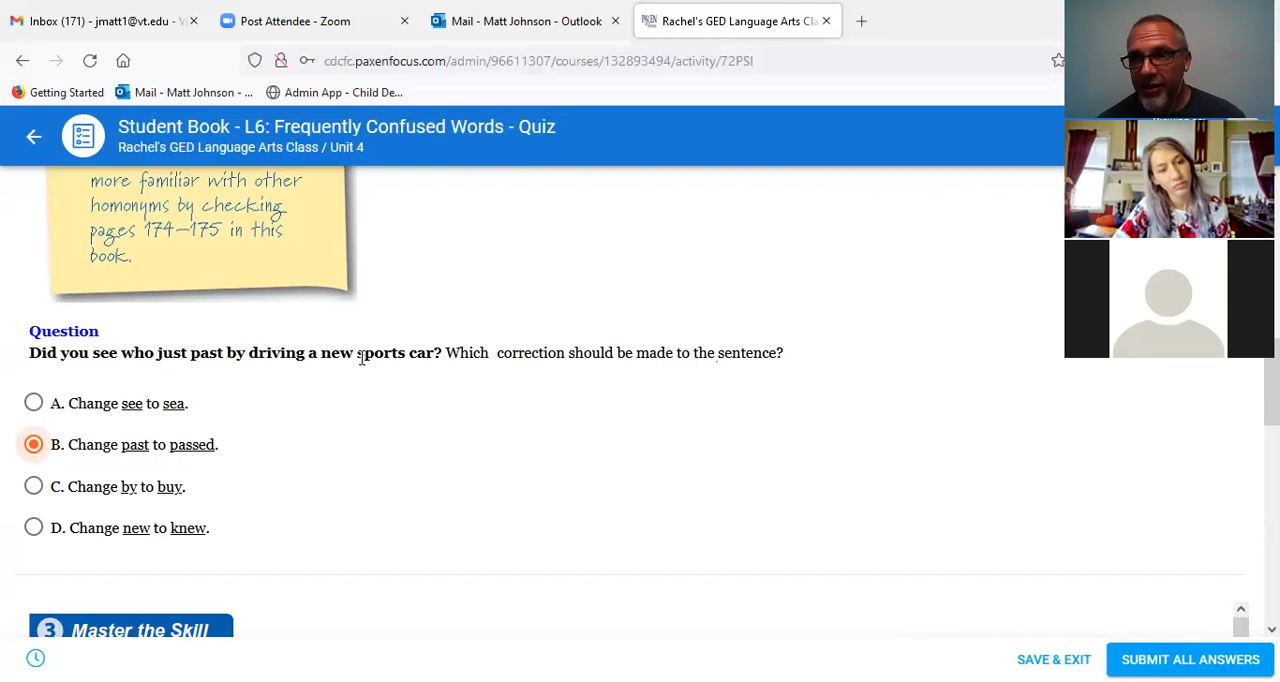 Inbox (171) - jmatt1@vt.edu -
Post Attendee - Zoom
Mail - Matt Johnson - Outlook
Rachel's GED Language Arts Cla
cdcfc.paxenfocus.com/admin/96611307/courses/132893494/activity/72PSI
Getting Started
Mail - Matt Johnson - ...
Admin App - Child De...
Student Book - L6: Frequently Confused Words - Quiz
Rachel's GED Language Arts Class / Unit 4
more familiar with other
homonyms by checking
pages 174–175 in this
book.
Question
Did you see who just past by driving a new sports car? Which correction should be made to the sentence?
A. Change see to sea.
B. Change past to passed.
C. Change by to buy.
D. Change new to knew.
3 Master the Skill
SAVE & EXIT
SUBMIT ALL ANSWERS